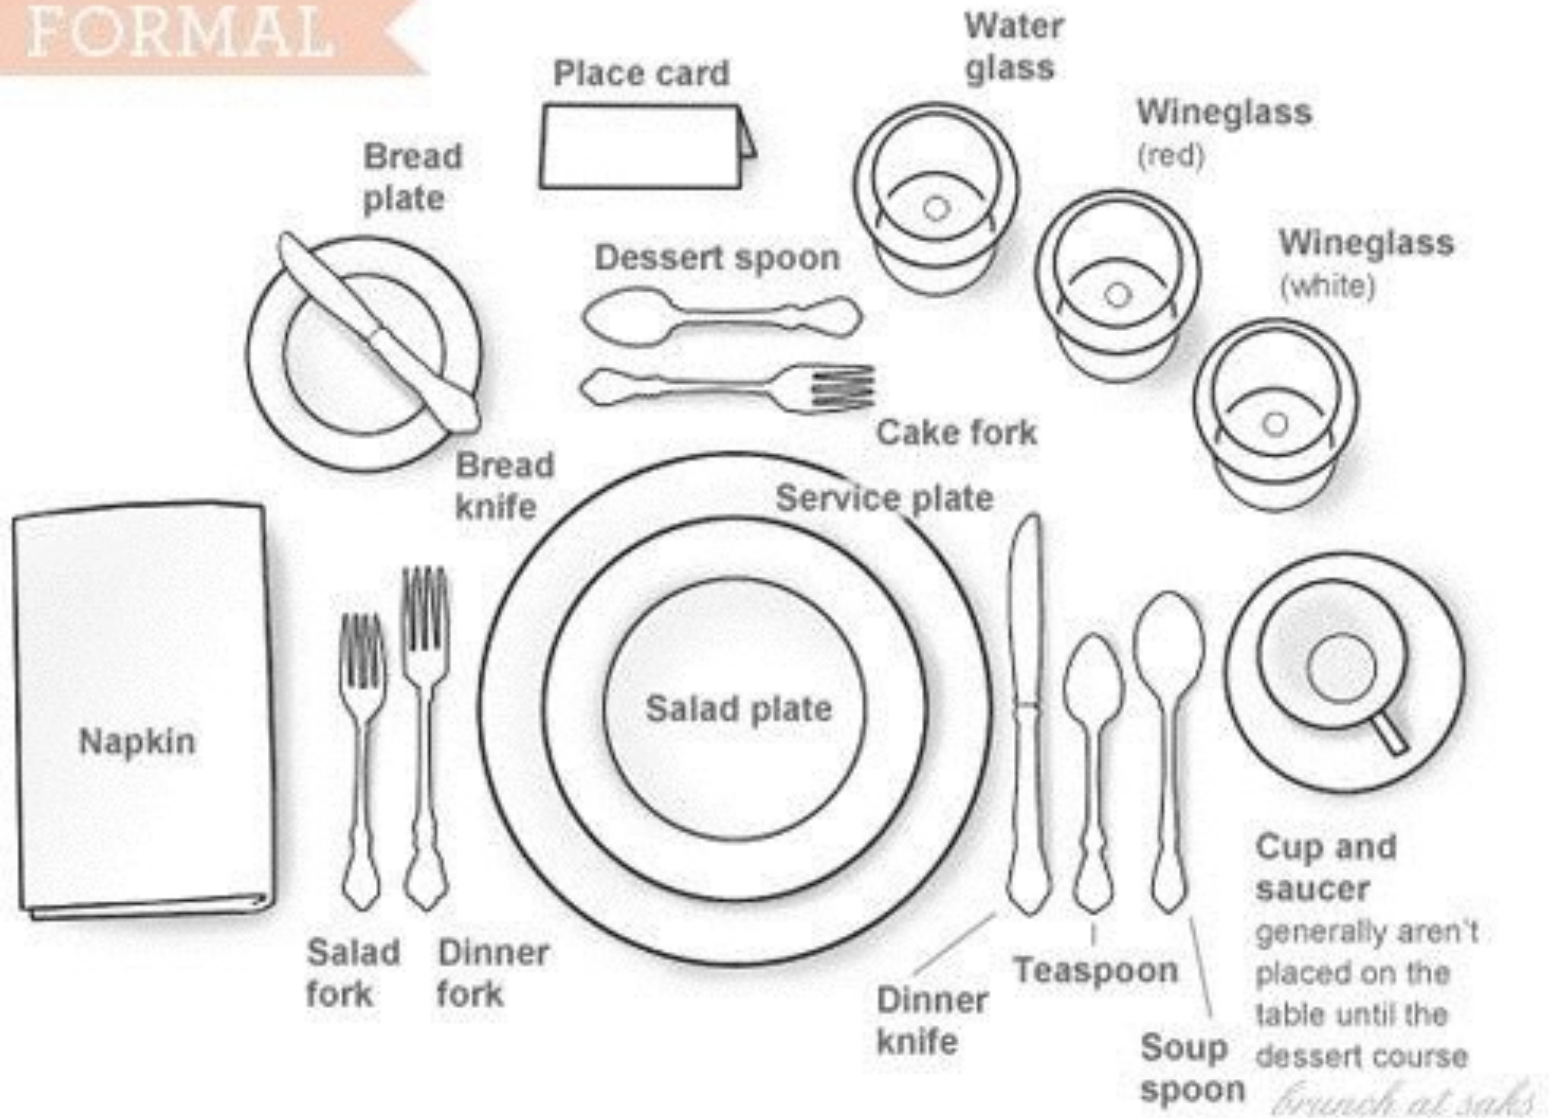 FORMAL
Place card
Water
glass
Wineglass
(red)
Bread
plate
Wineglass
(white)
Dessert spoon
Cake fork
Bread
knife
Service plate
Salad plate
Napkin
Salad
fork
Dinner
fork
Dinner
knife
Teaspoon
Soup
spoon
Cup and
saucer
generally aren't
placed on the
table until the
dessert course
brunch at saks